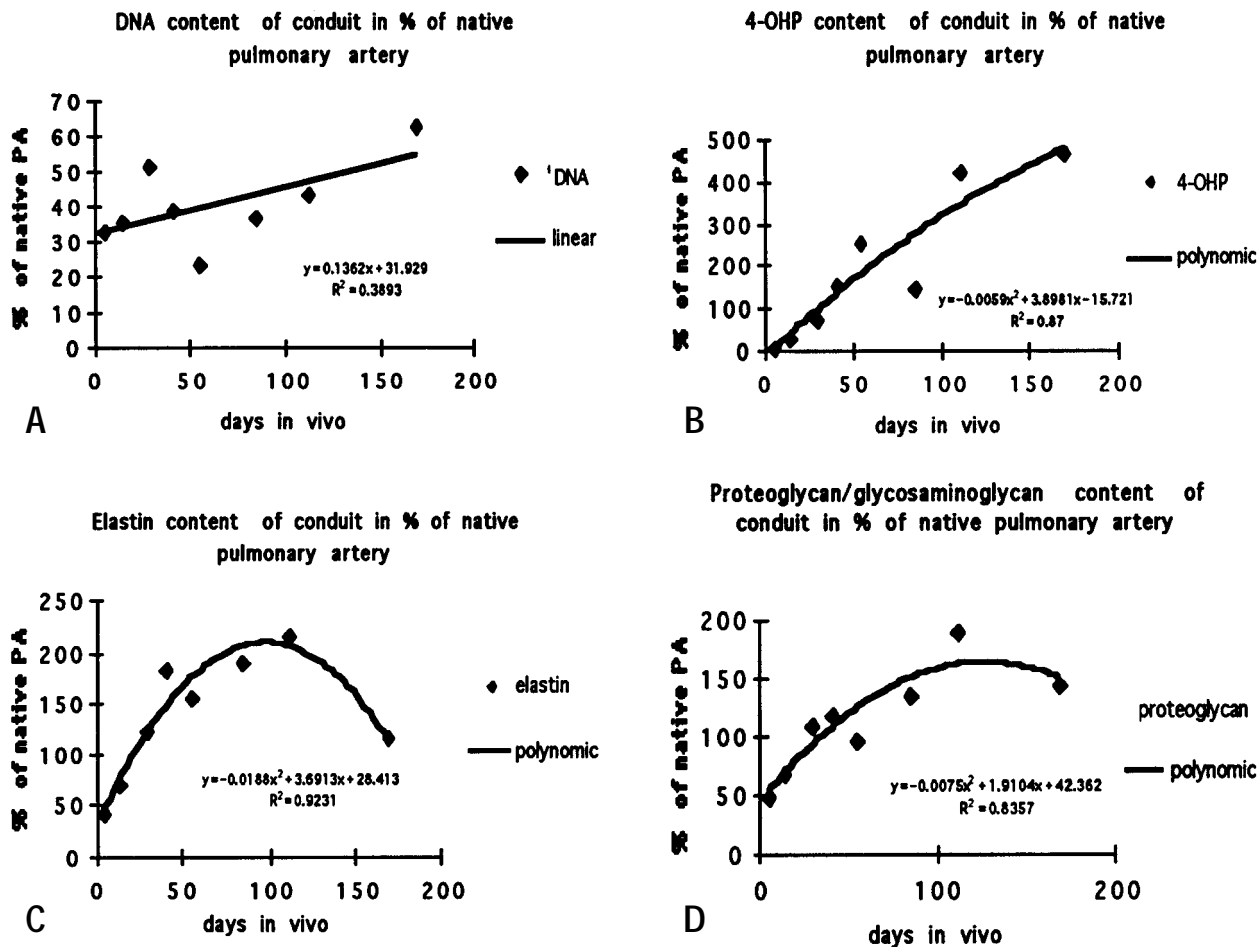 DNA content of conduit in % of native
pulmonary artery
% of native PA
70
60
50
40
30
20
10
0
0 50 100 150 200
days in vivo
DNA
linear
y=0.1362x+31.929
R²=0.3893
A
4-OHP content of conduit in % of native
pulmonary artery
% of native PA
500
400
300
200
100
0
0 50 100 150 200
days in vivo
4-OHP
polynomic
y=-0.0059x²+3.8981x-15.721
R²=0.87
B
Elastin content of conduit in % of native
pulmonary artery
% of native PA
250
200
150
100
50
0
0 50 100 150 200
days in vivo
elastin
polynomic
y=-0.0188x²+3.6913x+28.413
R²=0.9231
C
Proteoglycan/glycosaminoglycan content of
conduit in % of native pulmonary artery
% of native PA
200
150
100
50
0
0 100 200
days in vivo
proteoglycan
polynomic
y=-0.0075x²+1.9104x+42.362
R²=0.8357
D